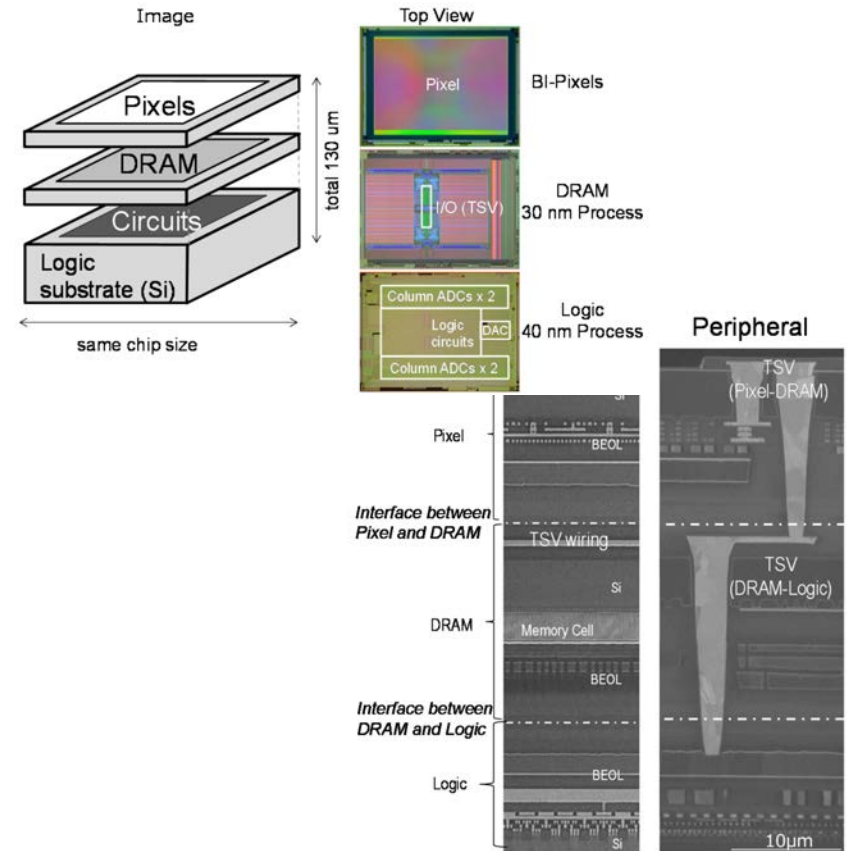 Image
Top View
Pixels
DRAM
Circuits
Logic
substrate (Si)
total 130 um
same chip size
Pixel
BI-Pixels
I/O (TSV)
DRAM
30 nm Process
Column ADCs x 2
Logic
circuits
DAC
Column ADCs x 2
Logic
40 nm Process
Peripheral
Si
Pixel
BEOL
Interface between
Pixel and DRAM
TSV wiring
Si
DRAM
Memory Cell
BEOL
Interface between
DRAM and Logic
BEOL
Logic
Si
TSV
(Pixel-DRAM)
TSV
(DRAM-Logic)
10μm